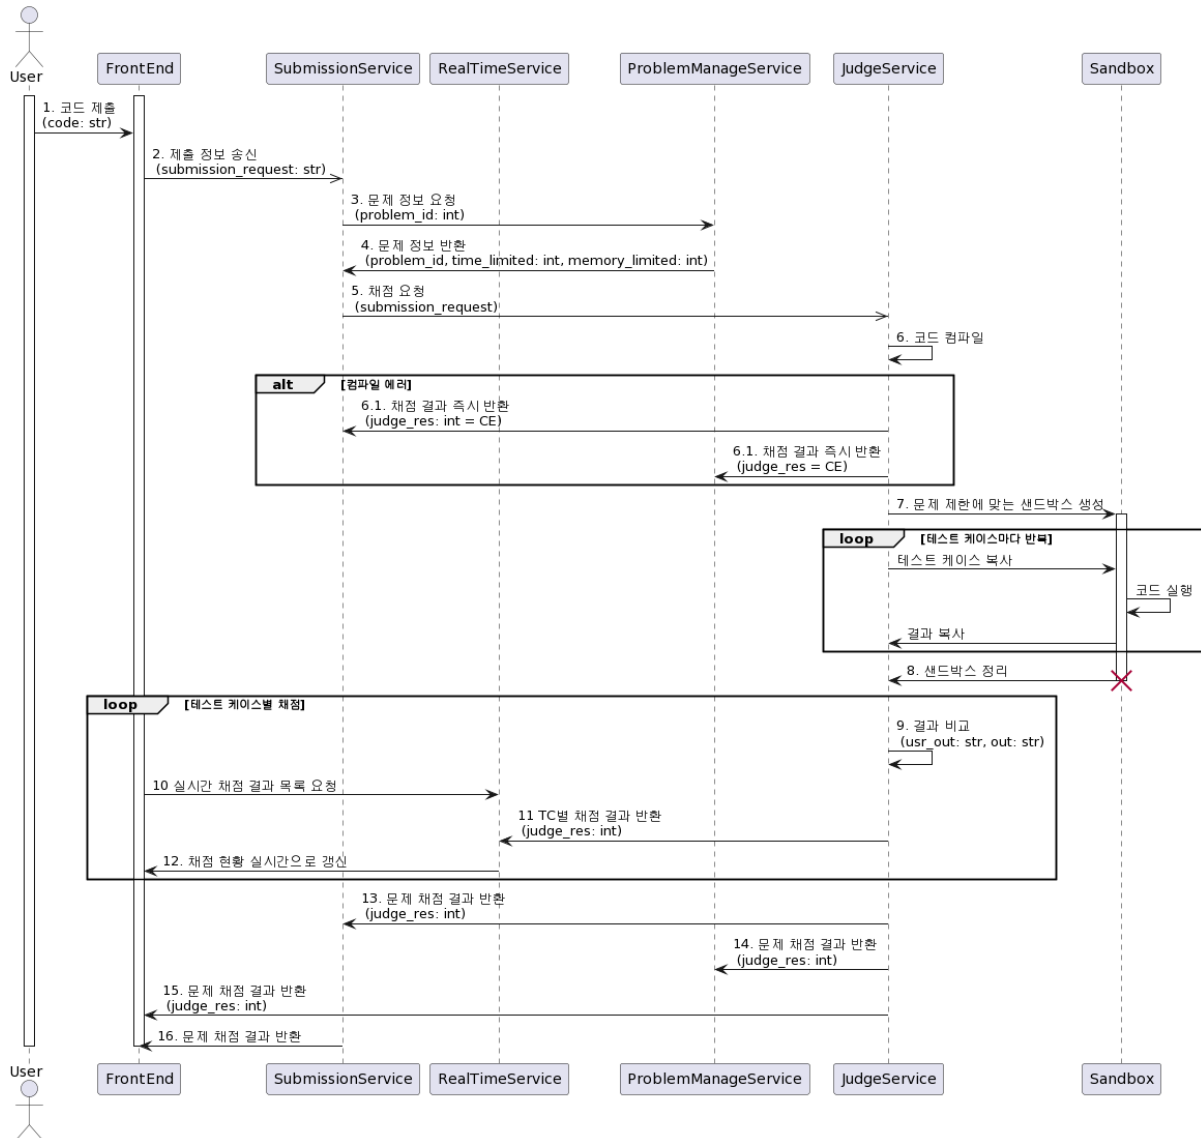 User
FrontEnd
SubmissionService
RealTimeService
ProblemManageService
JudgeService
Sandbox
1. 코드 제출
(code: str)
2. 제출 정보 송신
(submission_request: str)
3. 문제 정보 요청
(problem_id: int)
4. 문제 정보 반환
(problem_id, time_limited: int, memory_limited: int)
5. 채점 요청
(submission_request)
6. 코드 컴파일
alt
[컴파일 에러]
6.1. 채점 결과 즉시 반환
(judge_res: int = CE)
6.1. 채점 결과 즉시 반환
(judge_res = CE)
7. 문제 제한에 맞는 샌드박스 생성
loop
[테스트 케이스마다 반복]
테스트 케이스 복사
코드 실행
결과 복사
8. 샌드박스 정리
loop
[테스트 케이스별 채점]
9. 결과 비교
(usr_out: str, out: str)
10 실시간 채점 결과 목록 요청
11 TC별 채점 결과 반환
(judge_res: int)
12. 채점 현황 실시간으로 갱신
13. 문제 채점 결과 반환
(judge_res: int)
14. 문제 채점 결과 반환
(judge_res: int)
15. 문제 채점 결과 반환
(judge_res: int)
16. 문제 채점 결과 반환
User
FrontEnd
SubmissionService
RealTimeService
ProblemManageService
JudgeService
Sandbox